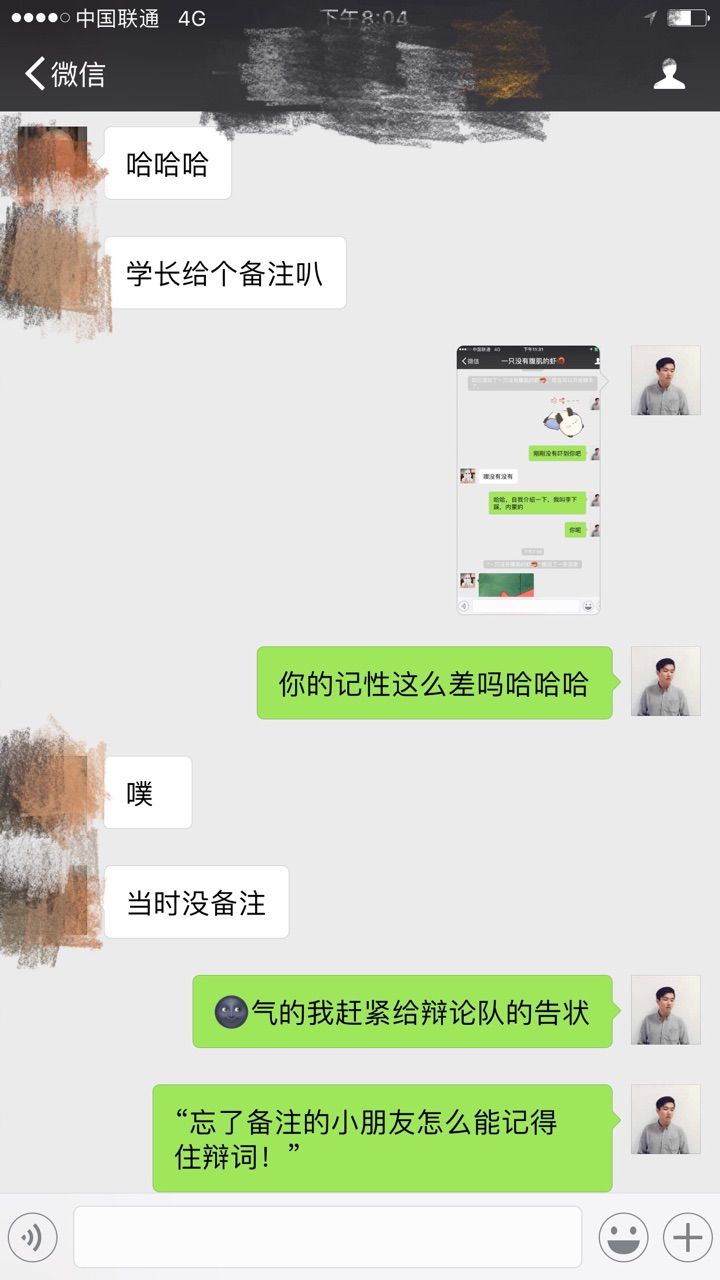 中国联通 4G 下午8:04
微信
哈哈哈
学长给个备注叭
中国联通 4G 下午11:31
微信 一只没有腹肌的虾
刚刚没有吓到你吧
噢没有没有
哈哈，自我介绍一下，我叫李下
蹊，内蒙的
你呢
你的记性这么差吗哈哈哈
噗
当时没备注
气的我赶紧给辩论队的告状
“忘了备注的小朋友怎么能记得
住辩词！”